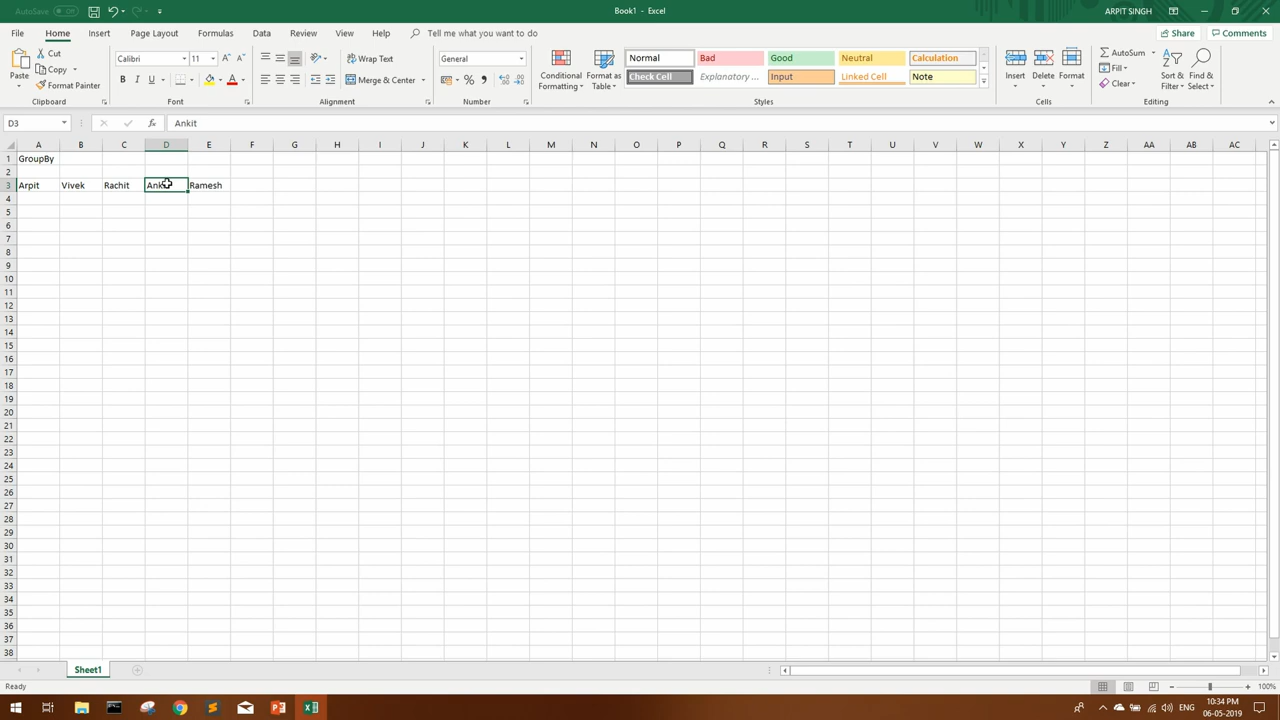 AutoSave Off
Book1 - Excel
ARPIT SINGH
File Home Insert Page Layout Formulas Data Review View Help Tell me what you want to do
Share Comments
Paste
Cut
Copy
Format Painter
Clipboard
Calibri 11
B I U
Font
Wrap Text
Merge & Center
Alignment
General
Number
Conditional Formatting
Format as Table
Normal Bad Good Neutral Calculation
Check Cell Explanatory ... Input Linked Cell Note
Styles
Insert Delete Format
Cells
AutoSum
Fill
Clear
Sort & Filter
Find & Select
Editing
D3 fx Ankit
A B C D E F G H I J K L M N O P Q R S T U V W X Y Z AA AB AC
1 GroupBy
2
3 Arpit Vivek Rachit Ramesh
4
5
6
7
8
9
10
11
12
13
14
15
16
17
18
19
20
21
22
23
24
25
26
27
28
29
30
31
32
33
34
35
36
37
38
Sheet1
Ready
100%
ENG
10:34 PM
06-05-2019